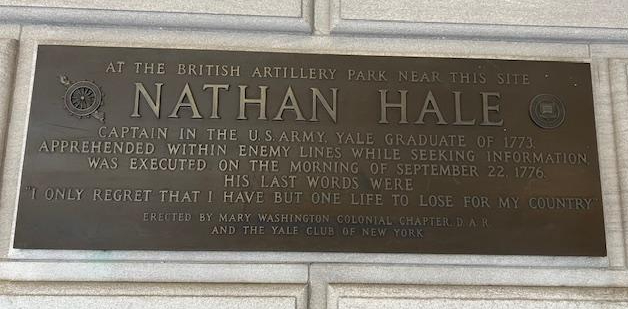 AT THE BRITISH ARTILLERY PARK NEAR THIS SITE
NATHAN HALE
CAPTAIN IN THE U.S. ARMY, YALE GRADUATE OF 1773,
APPREHENDED WITHIN ENEMY LINES WHILE SEEKING INFORMATION,
WAS EXECUTED ON THE MORNING OF SEPTEMBER 22, 1776.
HIS LAST WORDS WERE
"I ONLY REGRET THAT I HAVE BUT ONE LIFE TO LOSE FOR MY COUNTRY"
ERECTED BY MARY WASHINGTON COLONIAL CHAPTER, D.A.R.
AND THE YALE CLUB OF NEW YORK